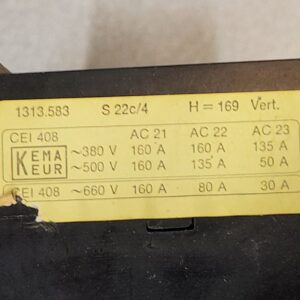 1313.583 S 22c/4 H = 169 Vert.
CEI 408 AC 21 AC 22 AC 23
KEMA KEUR ~380 V 160 A 160 A 135 A
~500 V 160 A 135 A 50 A
CEI 408 ~660 V 160 A 80 A 30 A